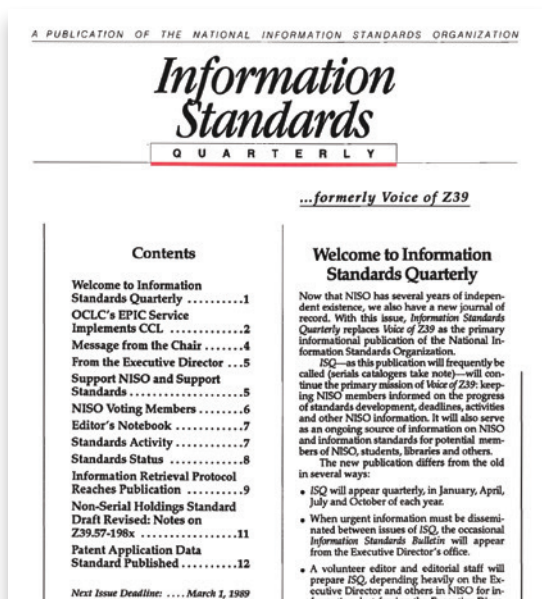 A PUBLICATION OF THE NATIONAL INFORMATION STANDARDS ORGANIZATION
Information
Standards
QUARTERLY
...formerly Voice of Z39
Contents
Welcome to Information
Standards Quarterly ..........1
OCLC's EPIC Service
Implements CCL .............2
Message from the Chair .......4
From the Executive Director ...5
Support NISO and Support
Standards .....................5
NISO Voting Members ........6
Editor's Notebook .............7
Standards Activity .............7
Standards Status ..............8
Information Retrieval Protocol
Reaches Publication ...........9
Non-Serial Holdings Standard
Draft Revised: Notes on
Z39.57-198x ..................11
Patent Application Data
Standard Published ..........12
Next Issue Deadline: .... March 1, 1989
Welcome to Information
Standards Quarterly
Now that NISO has several years of indepen-
dent existence, we also have a new journal of
record. With this issue, Information Standards
Quarterly replaces Voice of Z39 as the primary
informational publication of the National In-
formation Standards Organization.
ISQ—as this publication will frequently be
called (serials catalogers take note)—will con-
tinue the primary mission of Voice of Z39: keep-
ing NISO members informed on the progress
of standards development, deadlines, activities
and other NISO information. It will also serve
as an ongoing source of information on NISO
and information standards for potential mem-
bers of NISO, students, libraries and others.
The new publication differs from the old
in several ways:
• ISQ will appear quarterly, in January, April,
July and October of each year.
• When urgent information must be dissemi-
nated between issues of ISQ, the occasional
Information Standards Bulletin will appear
from the Executive Director's office.
• A volunteer editor and editorial staff will
prepare ISQ, depending heavily on the Ex-
ecutive Director and others in NISO for in-